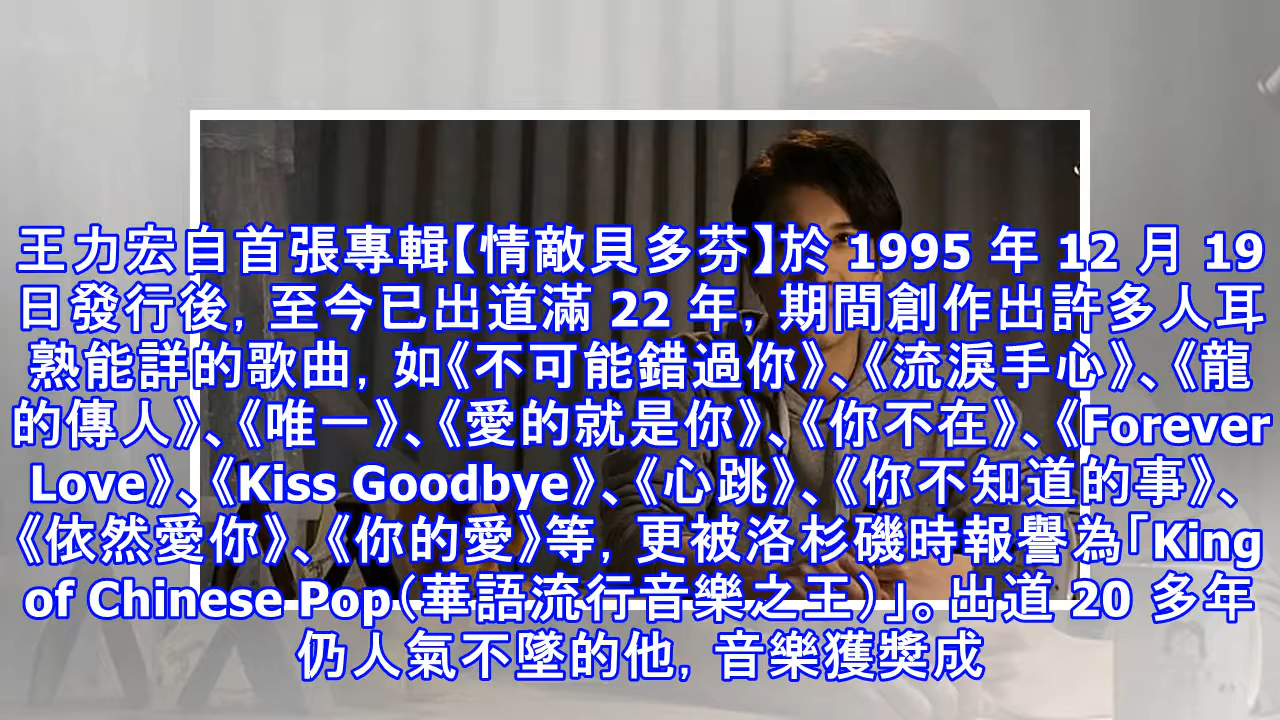 王力宏自首張專輯【情敵貝多芬】於 1995 年 12 月 19
日發行後, 至今已出道滿 22 年, 期間創作出許多人耳
熟能詳的歌曲, 如《不可能錯過你》、《流淚手心》、《龍
的傳人》、《唯一》、《愛的就是你》、《你不在》、《Forever
Love》、《Kiss Goodbye》、《心跳》、《你不知道的事》、
《依然愛你》、《你的愛》等, 更被洛杉磯時報譽為「King
of Chinese Pop（華語流行音樂之王）」。出道 20 多年
仍人氣不墜的他, 音樂獲獎成